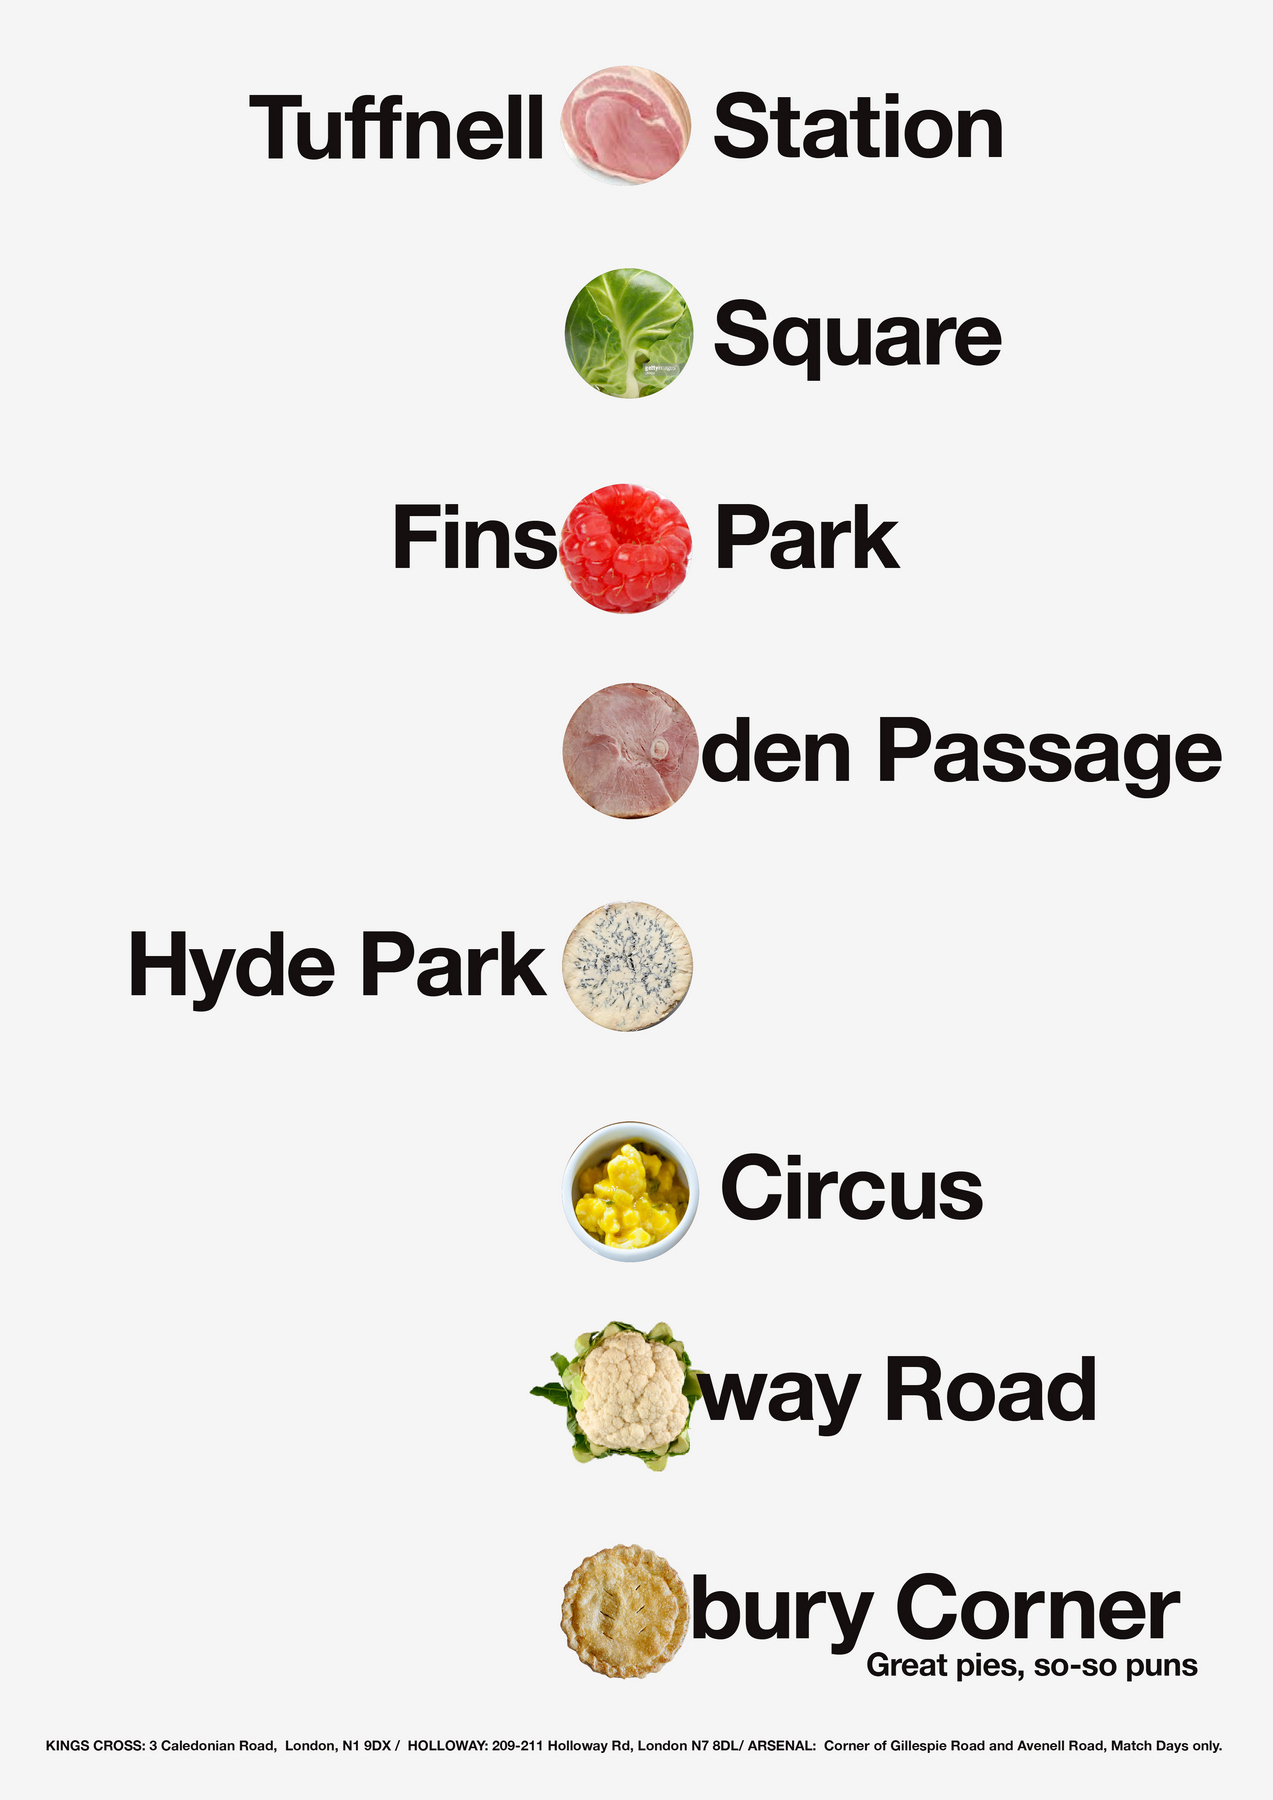 Tuffnell Station
Square
gettyimages
Fins Park
den Passage
Hyde Park
Circus
way Road
bury Corner
Great pies, so-so puns
KINGS CROSS: 3 Caledonian Road, London, N1 9DX / HOLLOWAY: 209-211 Holloway Rd, London N7 8DL/ ARSENAL: Corner of Gillespie Road and Avenell Road, Match Days only.